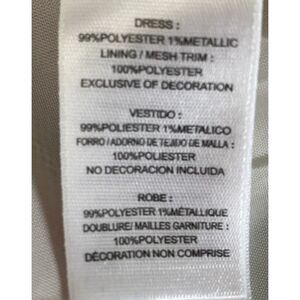 DRESS :
99%POLYESTER 1%METALLIC
LINING / MESH TRIM :
100%POLYESTER
EXCLUSIVE OF DECORATION
VESTIDO :
99%POLIESTER 1%METALICO
FORRO / ADORNO DE TEJIDO DE MALLA :
100%POLIESTER
NO DECORACION INCLUIDA
ROBE :
99%POLYESTER 1%MÉTALLIQUE
DOUBLURE/ MAILLES GARNITURE :
100%POLYESTER
DÉCORATION NON COMPRISE